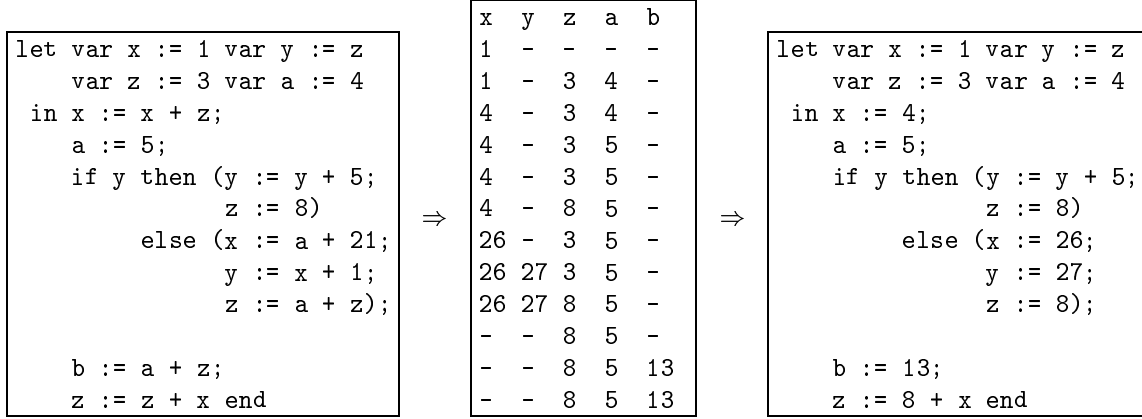 let var x := 1 var y := z
var z := 3 var a := 4
in x := x + z;
a := 5;
if y then (y := y + 5;
z := 8)
else (x := a + 21;
y := x + 1;
z := a + z);
b := a + z;
z := z + x end
⇒
x y z a b
1 - - - -
1 - 3 4 -
4 - 3 4 -
4 - 3 5 -
4 - 3 5 -
4 - 8 5 -
26 - 3 5 -
26 27 3 5 -
26 27 8 5 -
- - 8 5 -
- - 8 5 13
- - 8 5 13
⇒
let var x := 1 var y := z
var z := 3 var a := 4
in x := 4;
a := 5;
if y then (y := y + 5;
z := 8)
else (x := 26;
y := 27;
z := 8);
b := 13;
z := 8 + x end